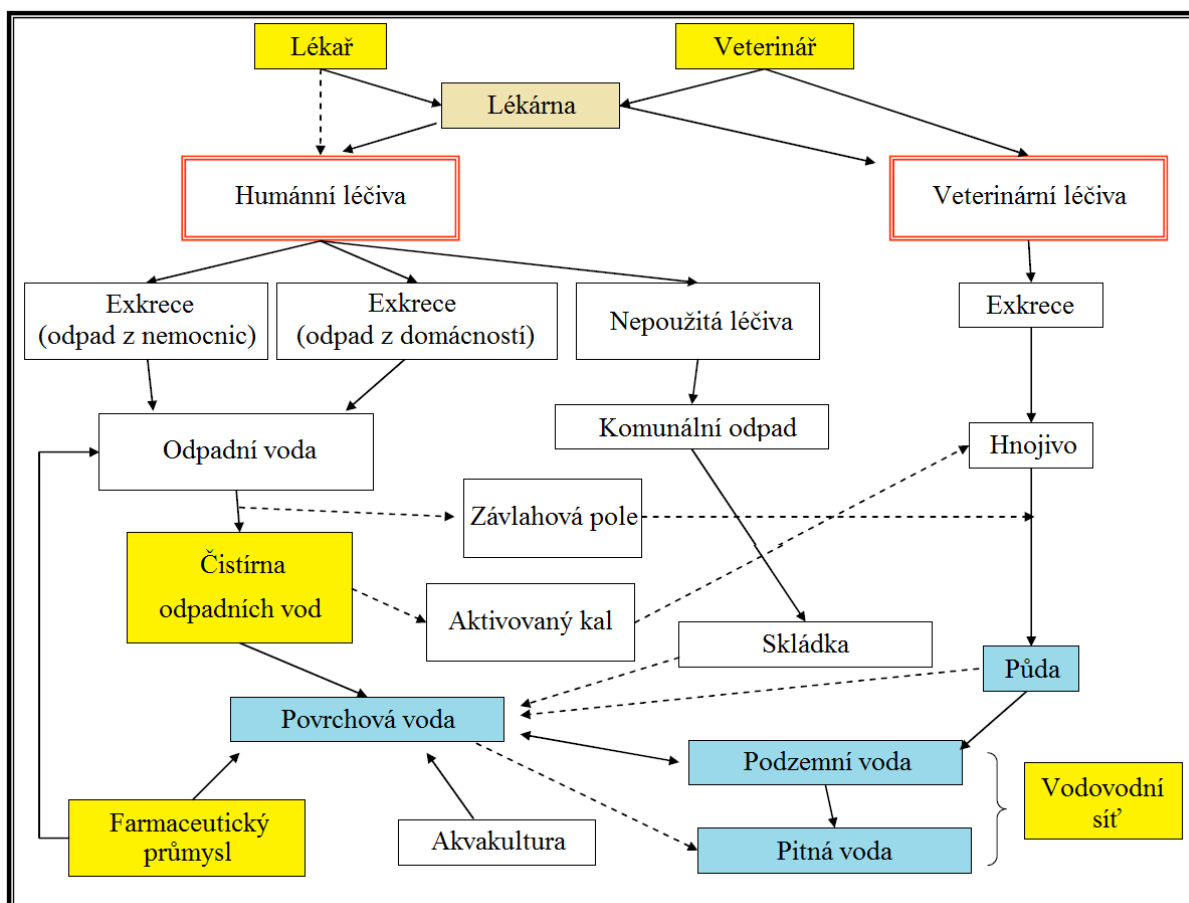 Lékař
Veterinář
Lékárna
Humánní léčiva
Veterinární léčiva
Exkrece
(odpad z nemocnic)
Exkrece
(odpad z domácností)
Nepoužitá léčiva
Exkrece
Odpadní voda
Komunální odpad
Hnojivo
Závlahová pole
Čistírna
odpadních vod
Aktivovaný kal
Skládka
Půda
Povrchová voda
Podzemní voda
Vodovodní
síť
Farmaceutický
průmysl
Akvakultura
Pitná voda